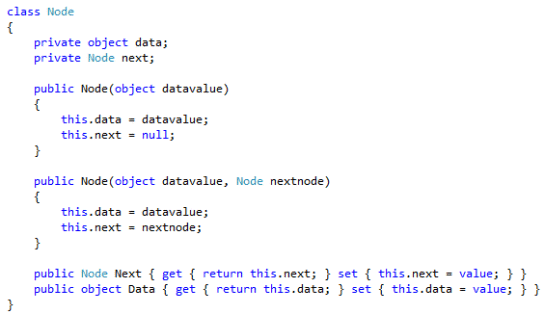 class Node
{
    private object data;
    private Node next;

    public Node(object datavalue)
    {
        this.data = datavalue;
        this.next = null;
    }

    public Node(object datavalue, Node nextnode)
    {
        this.data = datavalue;
        this.next = nextnode;
    }

    public Node Next { get { return this.next; } set { this.next = value; } }
    public object Data { get { return this.data; } set { this.data = value; } }
}